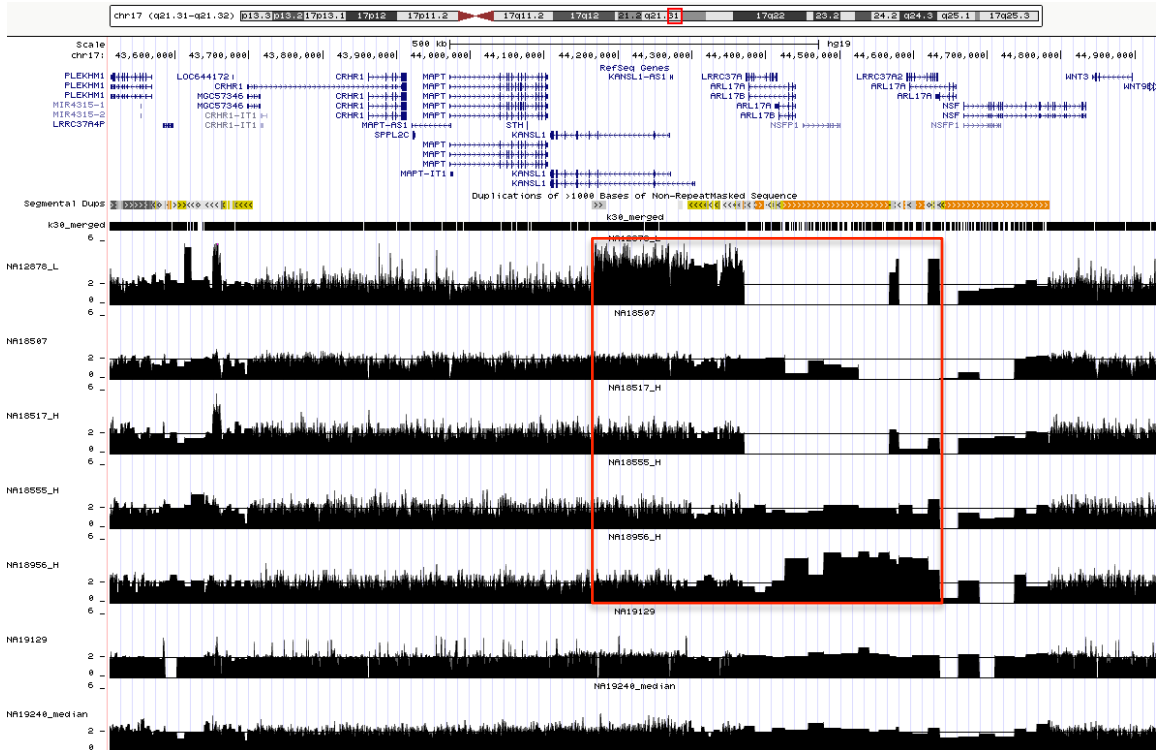 chr17 (q21.31-q21.32) p13.3 p13.2 17p13.1 17p12 17p11.2 17q11.2 17q12 21.2 q21. 31 17q22 23.2 24.2 q24.3 q25.1 17q25.3
Scale 500 kb hg19
chr17: 43,600,000 43,700,000 43,800,000 43,900,000 44,000,000 44,100,000 44,200,000 44,300,000 44,400,000 44,500,000 44,600,000 44,700,000 44,800,000 44,900,000
RefSeq Genes
PLEKHM1 LOC644172 CRHR1 MAPT KANSL1-AS1 LRRC37A LRRC37A2 WNT3
PLEKHM1 CRHR1 MAPT ARL17A ARL17A WNT9
PLEKHM1 MGC57346 CRHR1 MAPT ARL17B ARL17A
MIR4315-1 MGC57346 CRHR1 MAPT ARL17A NSF
MIR4315-2 CRHR1-IT1 CRHR1 MAPT ARL17B NSF
LRRC37A4P CRHR1-IT1 MAPT-AS1 STH NSFP1 NSFP1
SPPL2C KANSL1
MAPT
MAPT
MAPT
MAPT-IT1 KANSL1
KANSL1
Duplications of >1000 Bases of Non-RepeatMasked Sequence
Segmental Dups
k30_merged
k30_merged
6
NA12878_L
NA12878_L
2
0
NA18507
6
NA18507
2
0
NA18517_H
6
NA18517_H
2
0
NA18555_H
6
NA18555_H
2
0
NA18956_H
6
NA18956_H
2
0
NA19129
6
NA19129
2
0
NA19240_median
6
NA19240_median
2
0